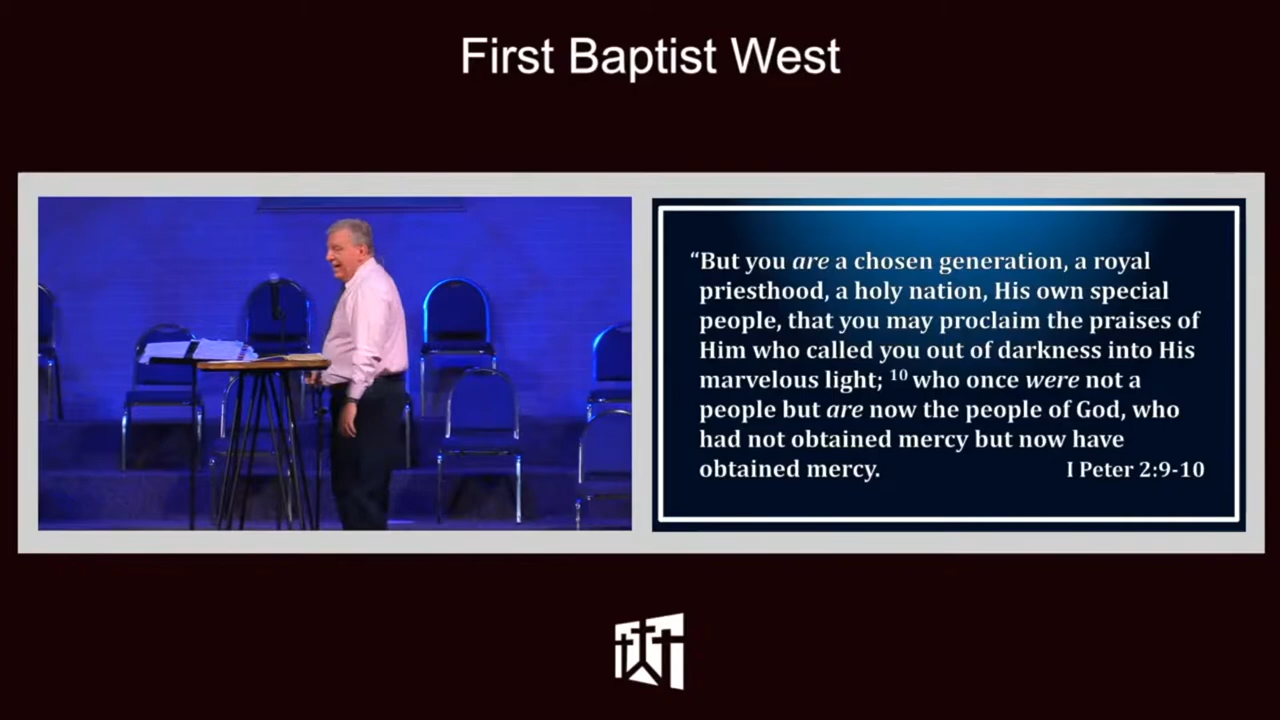 First Baptist West
“But you are a chosen generation, a royal
priesthood, a holy nation, His own special
people, that you may proclaim the praises of
Him who called you out of darkness into His
marvelous light; 10 who once were not a
people but are now the people of God, who
had not obtained mercy but now have
obtained mercy. I Peter 2:9-10